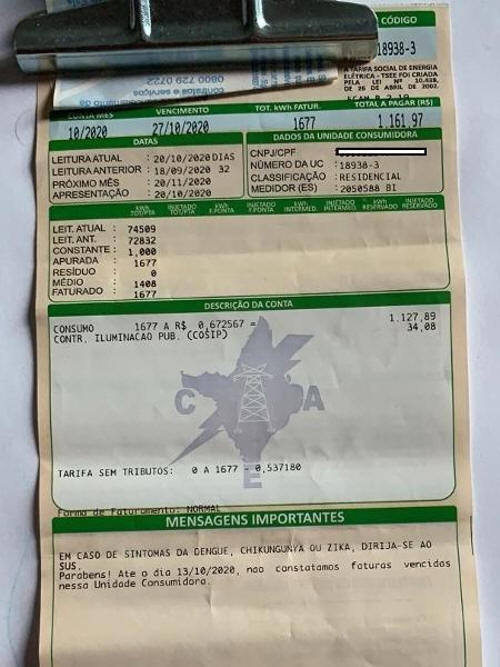 CÓDIGO
18938-3
A TARIFA SOCIAL DE ENERGIA
ELÉTRICA - TSEE FOI CRIADA
PELA LEI Nº 10.438,
DE 26 DE ABRIL DE 2002.
0800 729 0722
CONTA MÊS VENCIMENTO TOT. kWh FATUR. TOTAL A PAGAR (R$)
10/2020 27/10/2020 1677 1.161,97
DATAS
LEITURA ATUAL : 20/10/2020 DIAS
LEITURA ANTERIOR : 18/09/2020 32
PRÓXIMO MÊS : 20/11/2020
APRESENTAÇÃO : 20/10/2020
DADOS DA UNIDADE CONSUMIDORA
CNPJ/CPF
NÚMERO DA UC :18938-3
CLASSIFICAÇÃO :RESIDENCIAL
MEDIDOR (ES) :2050588 BI
kWh TOT/PTA INJETADO TOT/PTA kWh F.PONTA INJETADO F.PONTA kWh INTERMED. INJETADO INTERMED. kWh RESERVADO INJETADO RESERVADO
LEIT. ATUAL : 74509
LEIT. ANT. : 72832
CONSTANTE : 1,000
APURADA : 1677
RESÍDUO : 0
MÉDIO : 1408
FATURADO : 1677
DESCRIÇÃO DA CONTA
CONSUMO 1677 A R$ 0,672567 = 1.127,89
CONTR. ILUMINACAO PUB. (COSIP) 34,08
C A
E
TARIFA SEM TRIBUTOS: 0 A 1677 - 0,537180
Forma de Faturamento: NORMAL
MENSAGENS IMPORTANTES
EM CASO DE SINTOMAS DA DENGUE, CHIKUNGUNYA OU ZIKA, DIRIJA-SE AO
SUS.
Parabens! Ate o dia 13/10/2020, nao constatamos faturas vencidas
nessa Unidade Consumidora.